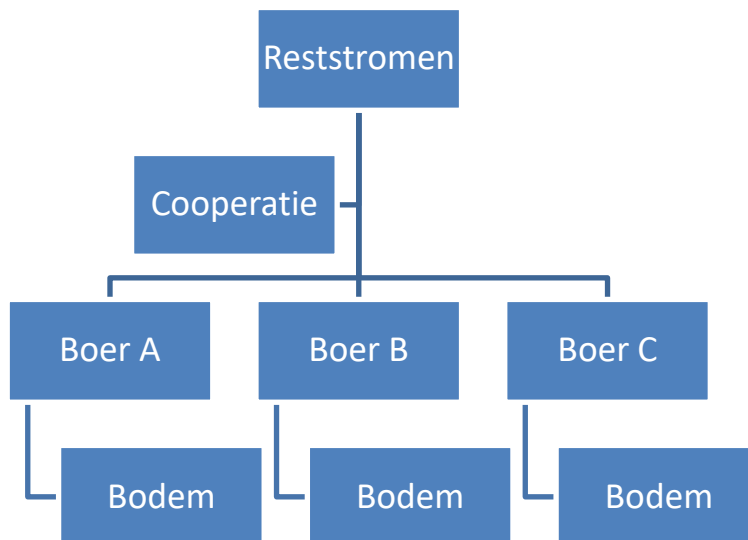 Reststromen
Cooperatie
Boer A
Boer B
Boer C
Bodem
Bodem
Bodem